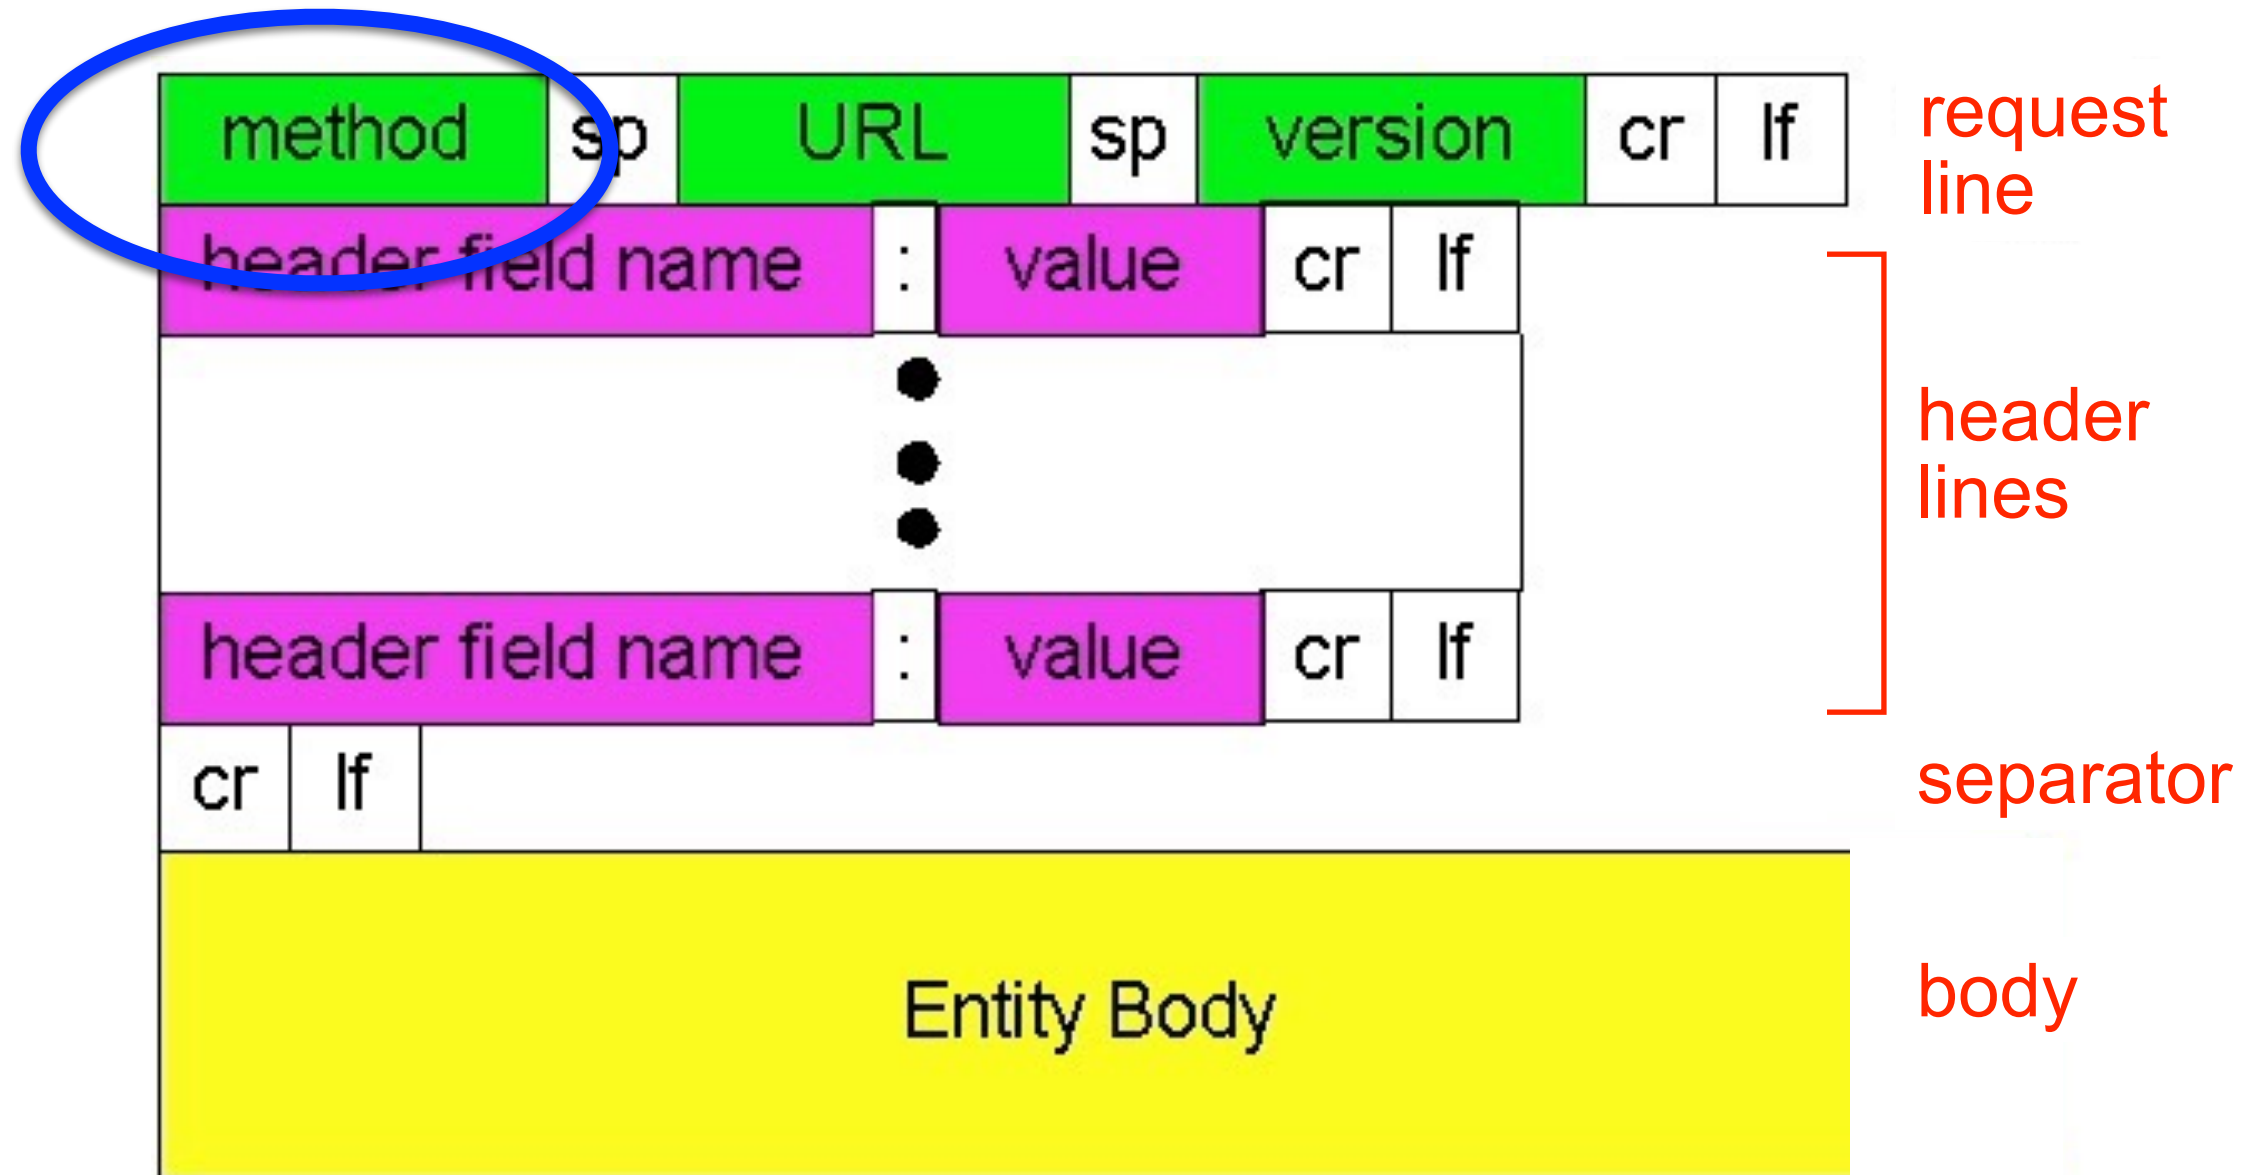 method sp URL sp version cr lf
request
line
header field name : value cr lf
header
lines
header field name : value cr lf
cr lf
separator
Entity Body
body